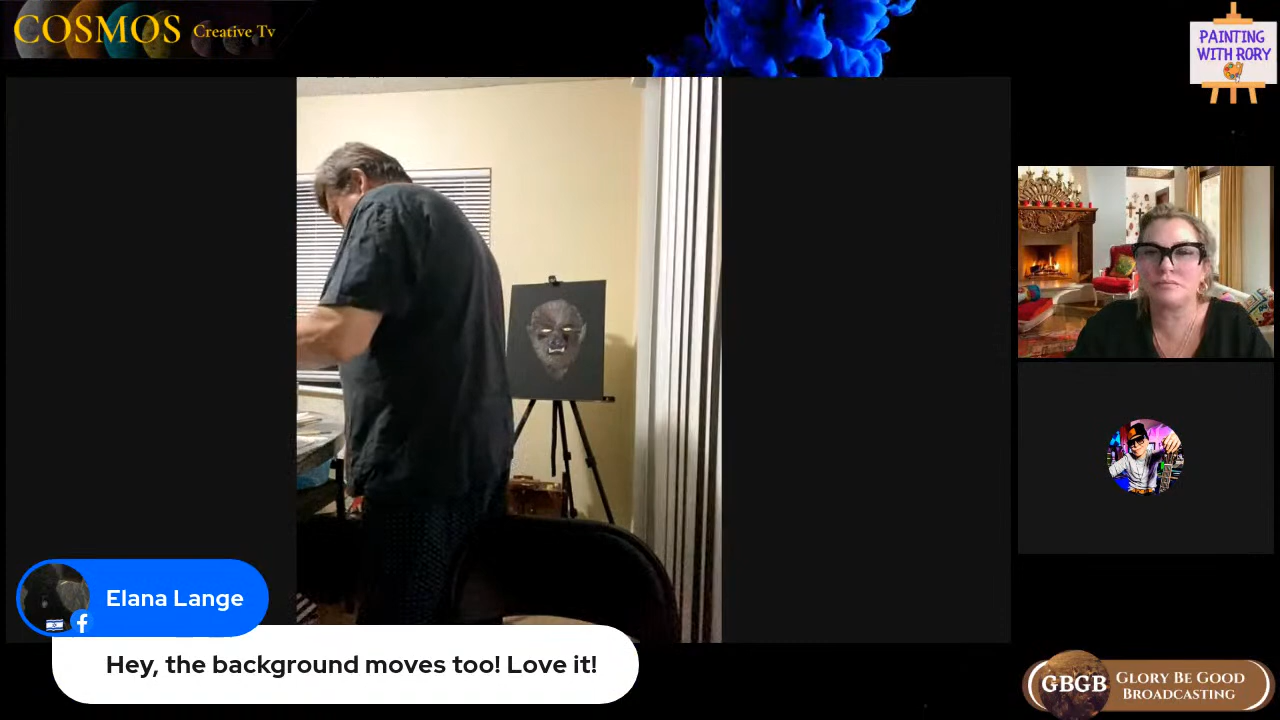 COSMOS Creative Tv
PAINTING
WITH RORY
Elana Lange
Hey, the background moves too! Love it!
GBGB GLORY BE GOOD
BROADCASTING